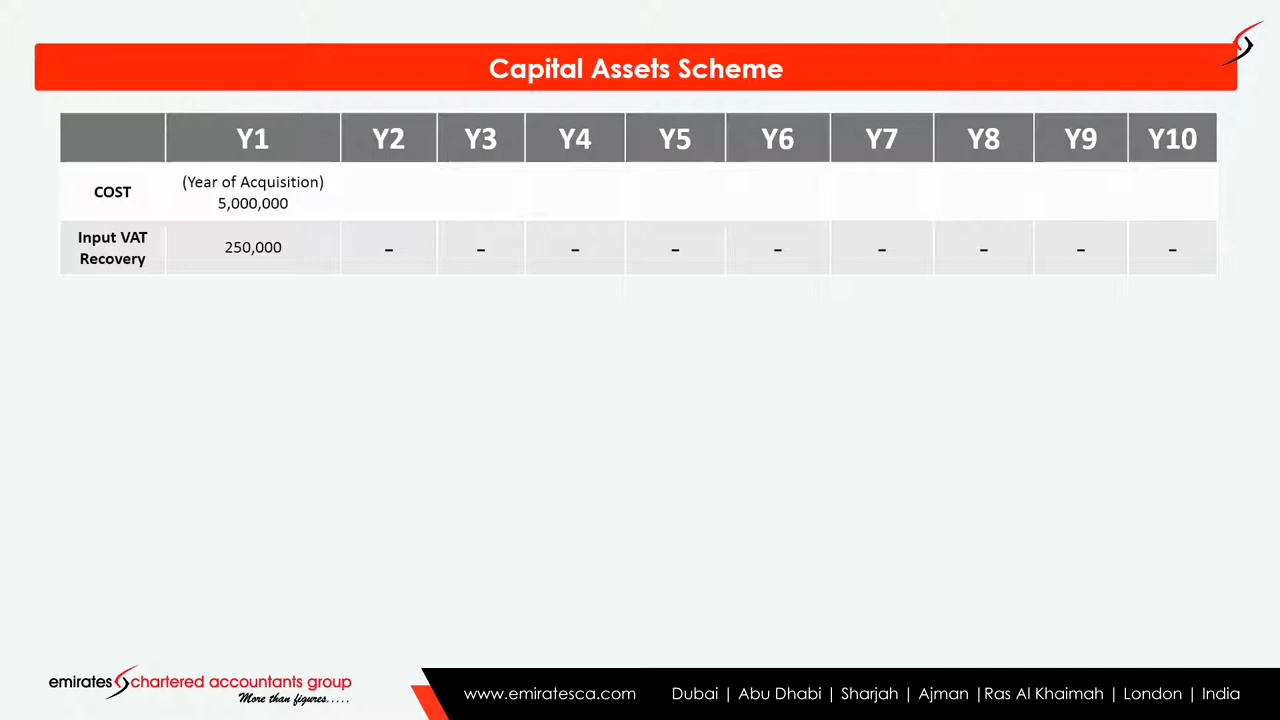 Capital Assets Scheme
Y1 Y2 Y3 Y4 Y5 Y6 Y7 Y8 Y9 Y10
COST (Year of Acquisition) 5,000,000
Input VAT Recovery 250,000 - - - - - - - - -
emirates chartered accountants group
More than figures.....
www.emiratesca.com Dubai | Abu Dhabi | Sharjah | Ajman |Ras Al Khaimah | London | India